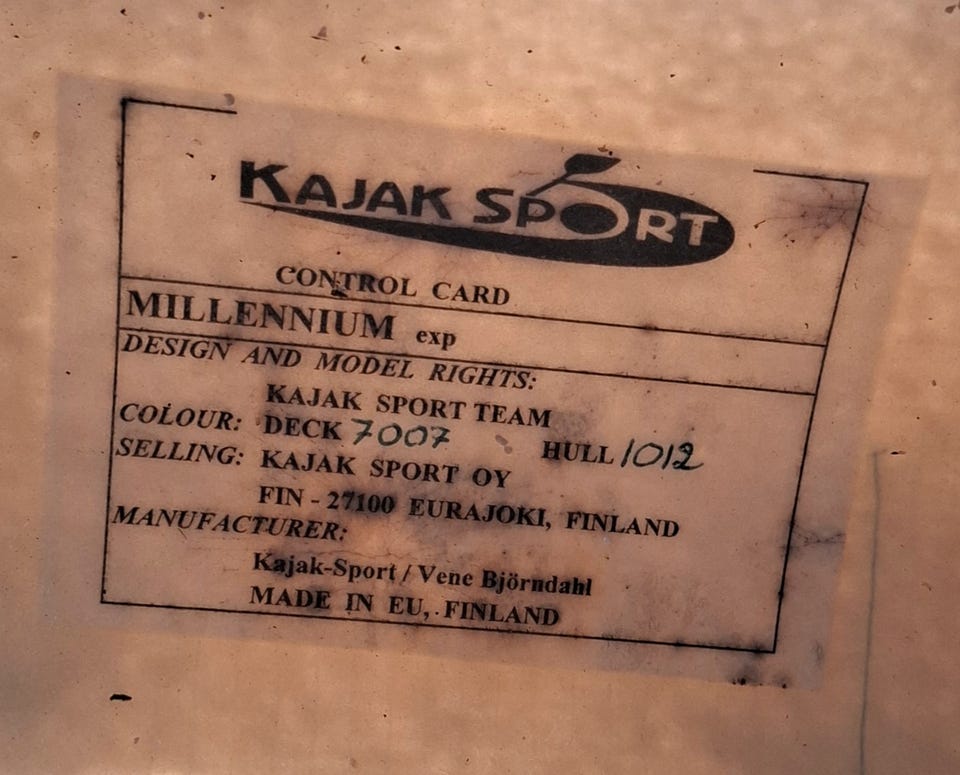 KAJAK SPORT
CONTROL CARD
MILLENNIUM exp
DESIGN AND MODEL RIGHTS:
KAJAK SPORT TEAM
COLOUR: DECK 7007 HULL 1012
SELLING: KAJAK SPORT OY
FIN - 27100 EURAJOKI, FINLAND
MANUFACTURER:
Kajak-Sport / Vene Björndahl
MADE IN EU, FINLAND